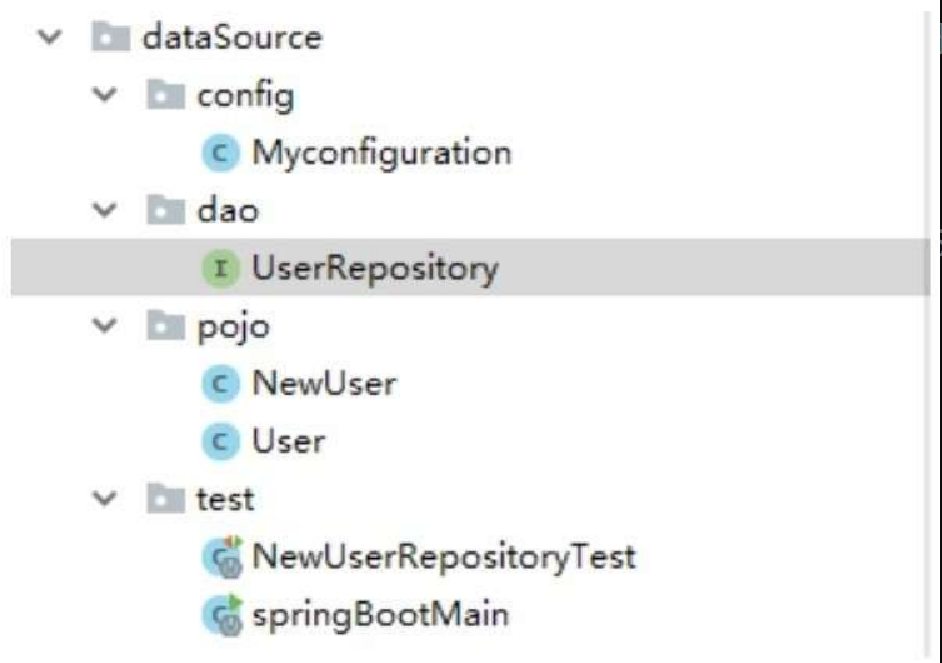 dataSource
config
Myconfiguration
dao
UserRepository
pojo
NewUser
User
test
NewUserRepositoryTest
springBootMain